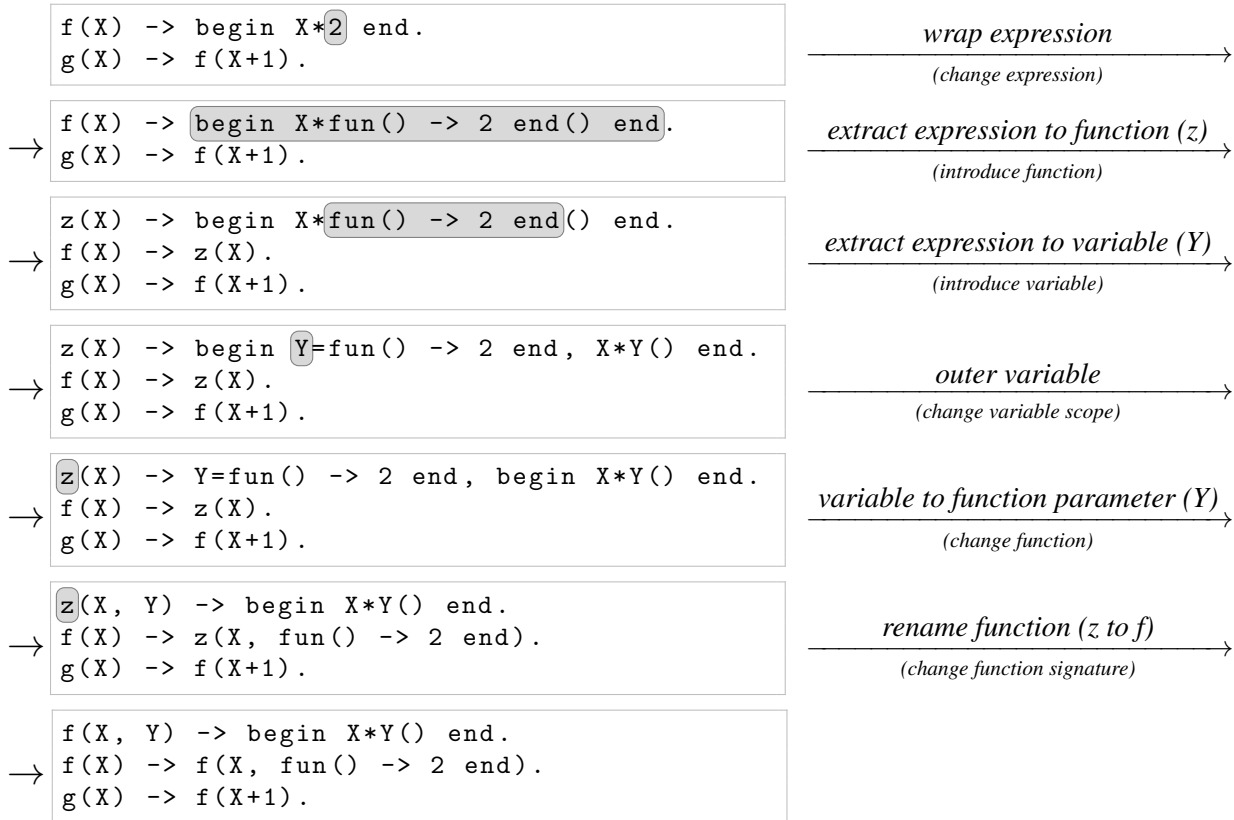 f(X) -> begin X*2 end.
g(X) -> f(X+1).
wrap expression
(change expression)
→ f(X) -> begin X*fun() -> 2 end() end.
g(X) -> f(X+1).
extract expression to function (z)
(introduce function)
→ z(X) -> begin X*fun() -> 2 end() end.
f(X) -> z(X).
g(X) -> f(X+1).
extract expression to variable (Y)
(introduce variable)
→ z(X) -> begin Y=fun() -> 2 end, X*Y() end.
f(X) -> z(X).
g(X) -> f(X+1).
outer variable
(change variable scope)
→ z(X) -> Y=fun() -> 2 end, begin X*Y() end.
f(X) -> z(X).
g(X) -> f(X+1).
variable to function parameter (Y)
(change function)
→ z(X, Y) -> begin X*Y() end.
f(X) -> z(X, fun() -> 2 end).
g(X) -> f(X+1).
rename function (z to f)
(change function signature)
→ f(X, Y) -> begin X*Y() end.
f(X) -> f(X, fun() -> 2 end).
g(X) -> f(X+1).